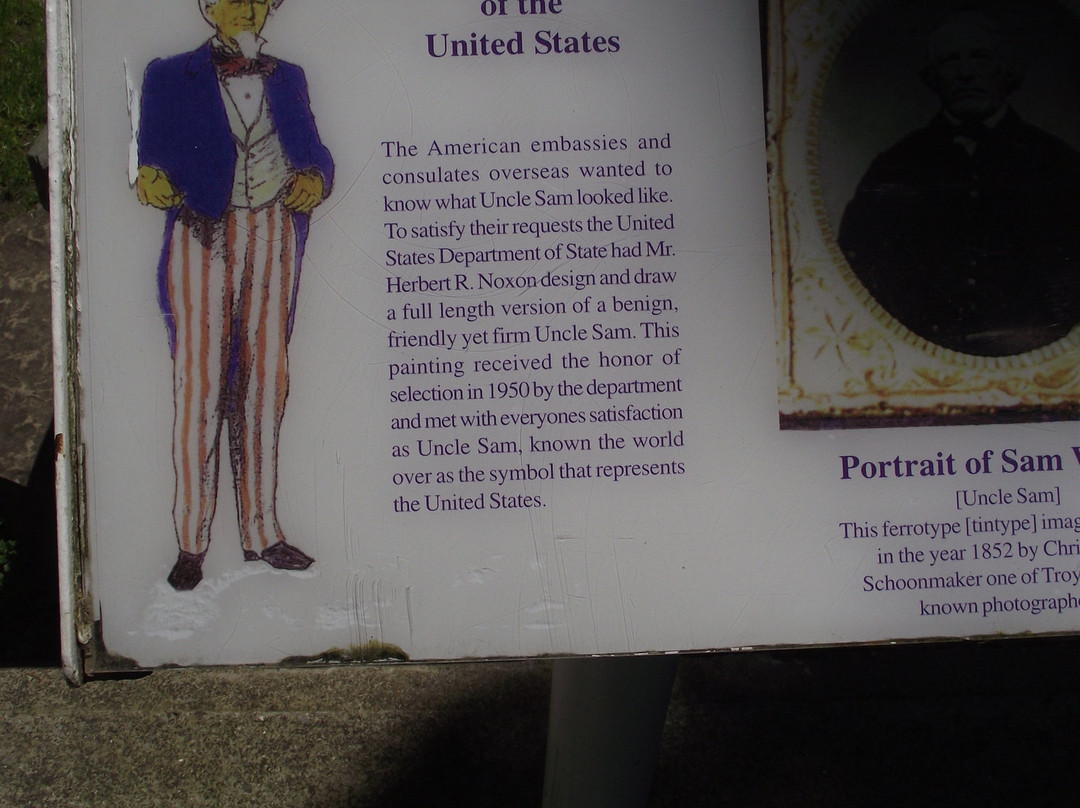 of the
United States
The American embassies and
consulates overseas wanted to
know what Uncle Sam looked like.
To satisfy their requests the United
States Department of State had Mr.
Herbert R. Noxon design and draw
a full length version of a benign,
friendly yet firm Uncle Sam. This
painting received the honor of
selection in 1950 by the department
and met with everyones satisfaction
as Uncle Sam, known the world
over as the symbol that represents
the United States.
Portrait of Sam
[Uncle Sam]
This ferrotype [tintype]
in the year 1852 by
Schoonmaker one of Troy
known